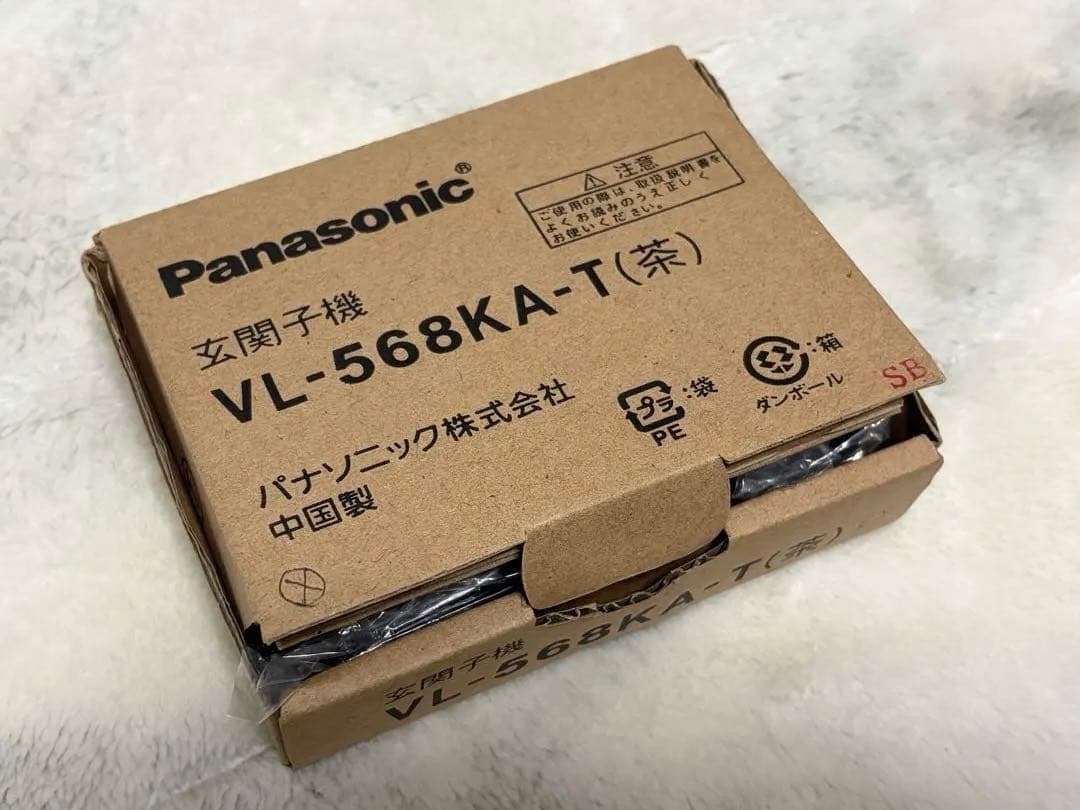 Panasonic®
⚠ 注意
ご使用の際は、取扱説明書を
よくお読みのうえ正しく
お使いください。
玄関子機
VL-568KA-T(茶)
パナソニック株式会社
中国製
プラ:袋
PE
:箱
ダンボール
SB
玄関子機
VL-568KA-T(茶)